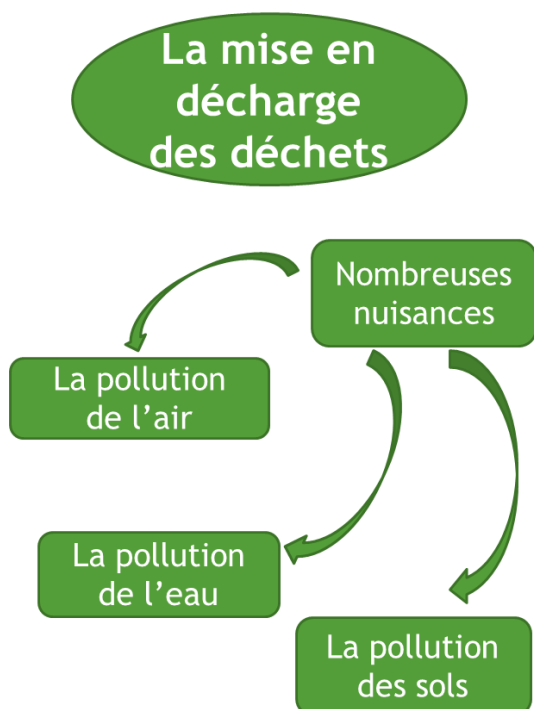 La mise en
décharge
des déchets
Nombreuses
nuisances
La pollution
de l’air
La pollution
de l’eau
La pollution
des sols